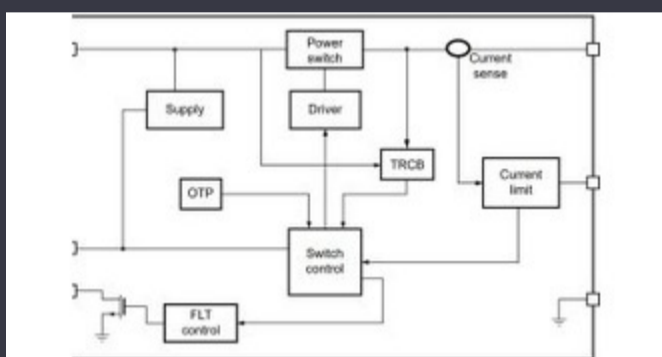 Power
switch
Current
sense
Supply
Driver
TRCB
Current
limit
OTP
Switch
control
FLT
control